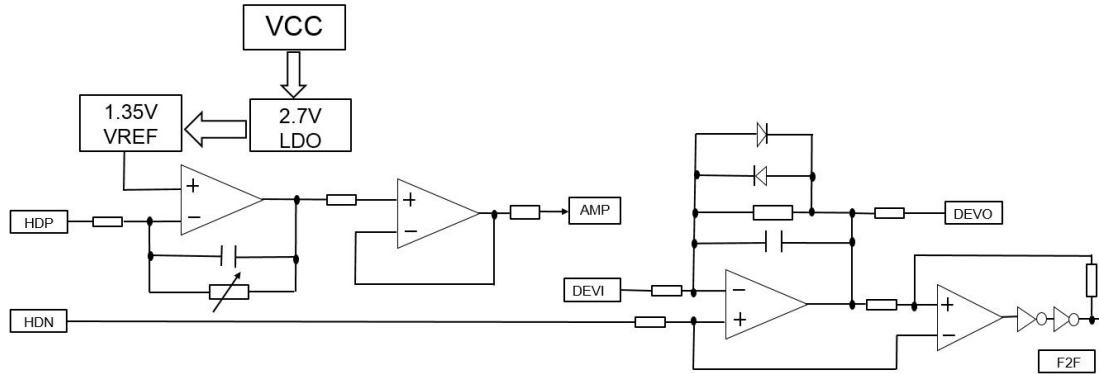 VCC
1.35V
VREF
2.7V
LDO
+
−
HDP
+
−
AMP
DEVO
DEVI
−
+
HDN
+
−
F2F